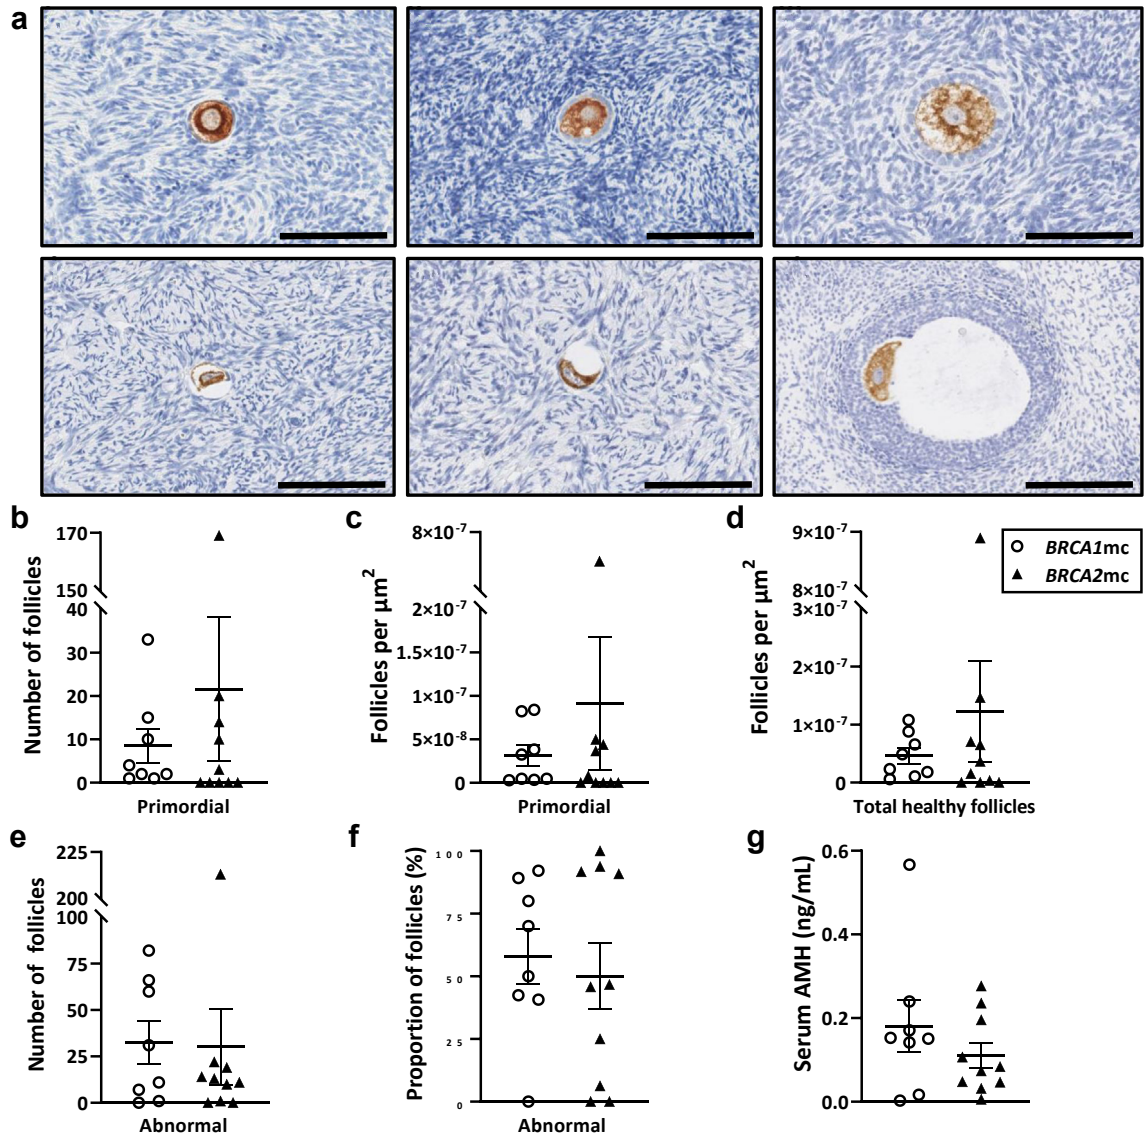 a
b
Number of follicles
170
150
40
30
20
10
0
Primordial
c
Follicles per µm²
8×10⁻⁷
2×10⁻⁷
1.5×10⁻⁷
1×10⁻⁷
5×10⁻⁸
0
Primordial
d
Follicles per µm²
9×10⁻⁷
8×10⁻⁷
3×10⁻⁷
2×10⁻⁷
1×10⁻⁷
0
Total healthy follicles
BRCA1mc
BRCA2mc
e
Number of follicles
225
200
100
75
50
25
0
Abnormal
f
Proportion of follicles (%)
100
75
50
25
0
Abnormal
g
Serum AMH (ng/mL)
0.6
0.4
0.2
0.0